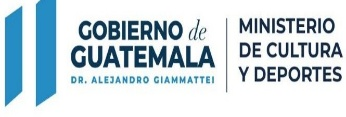 GOBIERNO de
GUATEMALA
DR. ALEJANDRO GIAMMATTEI
MINISTERIO
DE CULTURA
Y DEPORTES